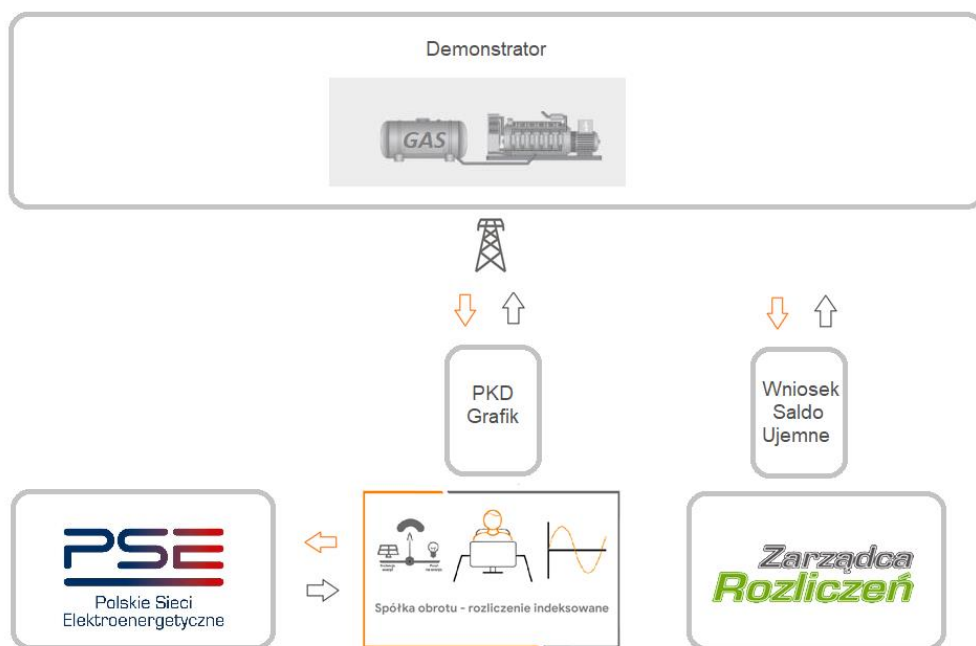 Demonstrator
GAS
PKD
Grafik
Wniosek
Saldo
Ujemne
PSE
Polskie Sieci
Elektroenergetyczne
Spółka obrotu - rozliczenie indeksowane
Zarządca
Rozliczeń